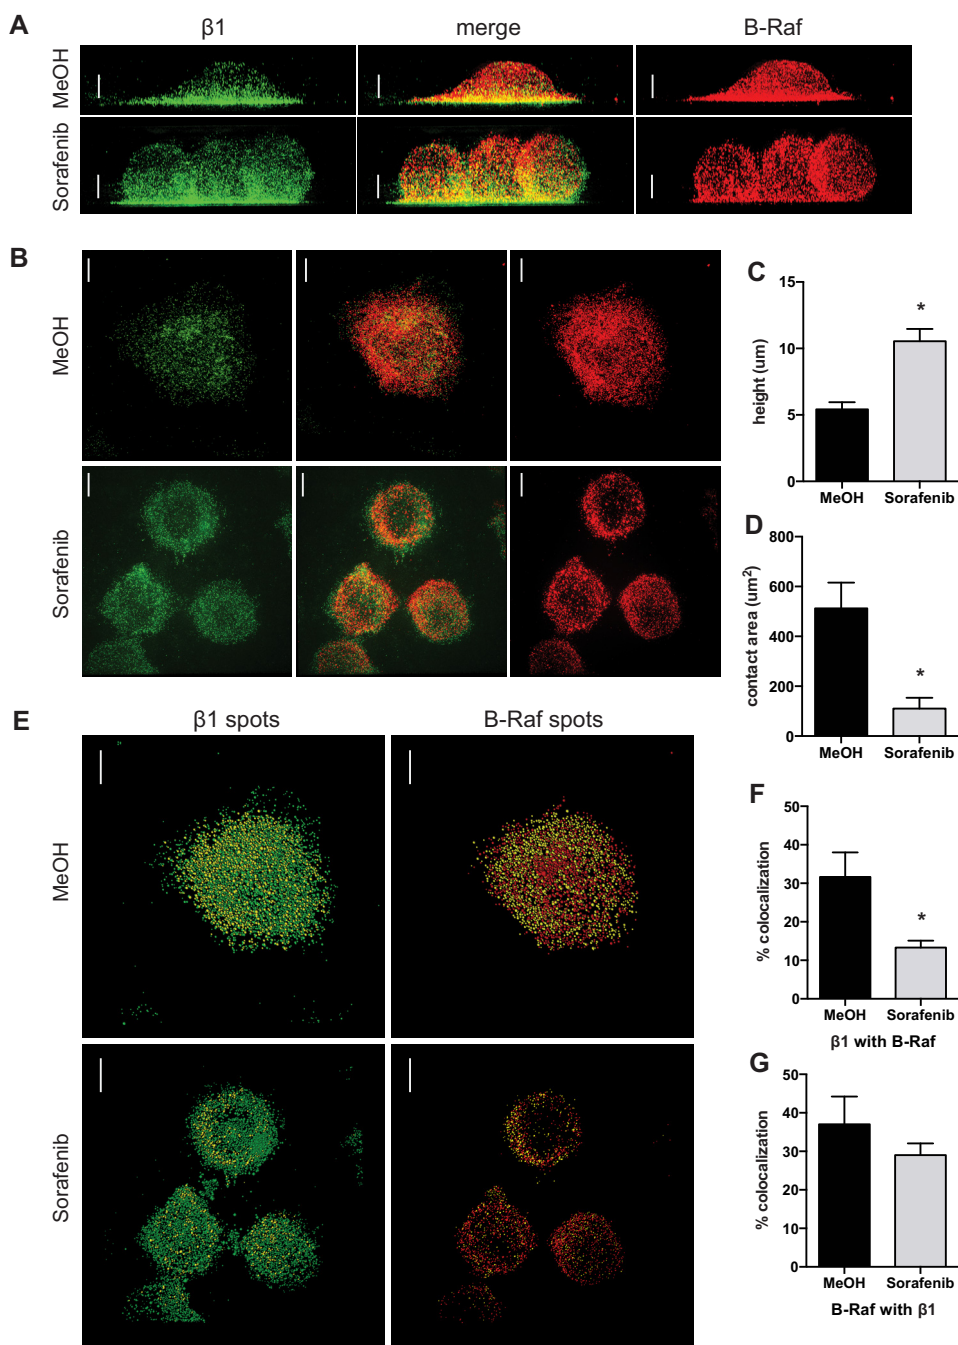 A
β1
merge
B-Raf
MeOH
Sorafenib
B
MeOH
Sorafenib
C
height (um)
15
10
5
0
*
MeOH
Sorafenib
D
contact area (um²)
800
600
400
200
0
*
MeOH
Sorafenib
E
β1 spots
B-Raf spots
MeOH
Sorafenib
F
% colocalization
50
40
30
20
10
0
*
MeOH
Sorafenib
β1 with B-Raf
G
% colocalization
50
40
30
20
10
0
MeOH
Sorafenib
B-Raf with β1